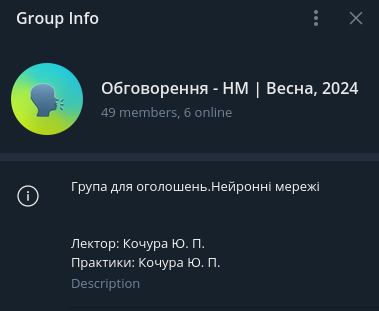 Group Info
Обговорення - НМ | Весна, 2024
49 members, 6 online
Група для оголошень.Нейронні мережі
Лектор: Кочура Ю. П.
Практики: Кочура Ю. П.
Description